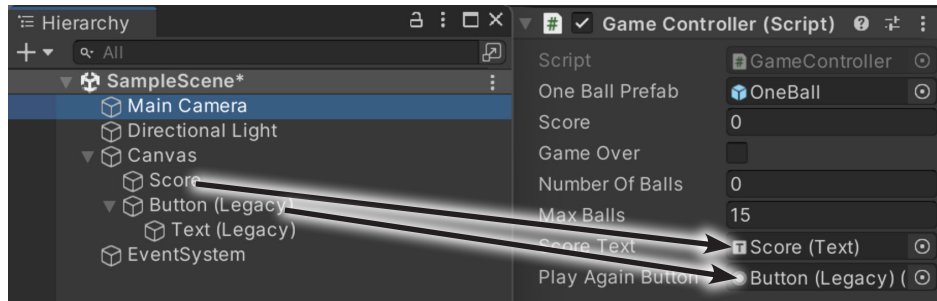 Hierarchy
All
SampleScene*
Main Camera
Directional Light
Canvas
Score
Button (Legacy)
Text (Legacy)
EventSystem
# Game Controller (Script)
Script # GameController
One Ball Prefab OneBall
Score 0
Game Over
Number Of Balls 0
Max Balls 15
Score Text T Score (Text)
Play Again Button Button (Legacy) (